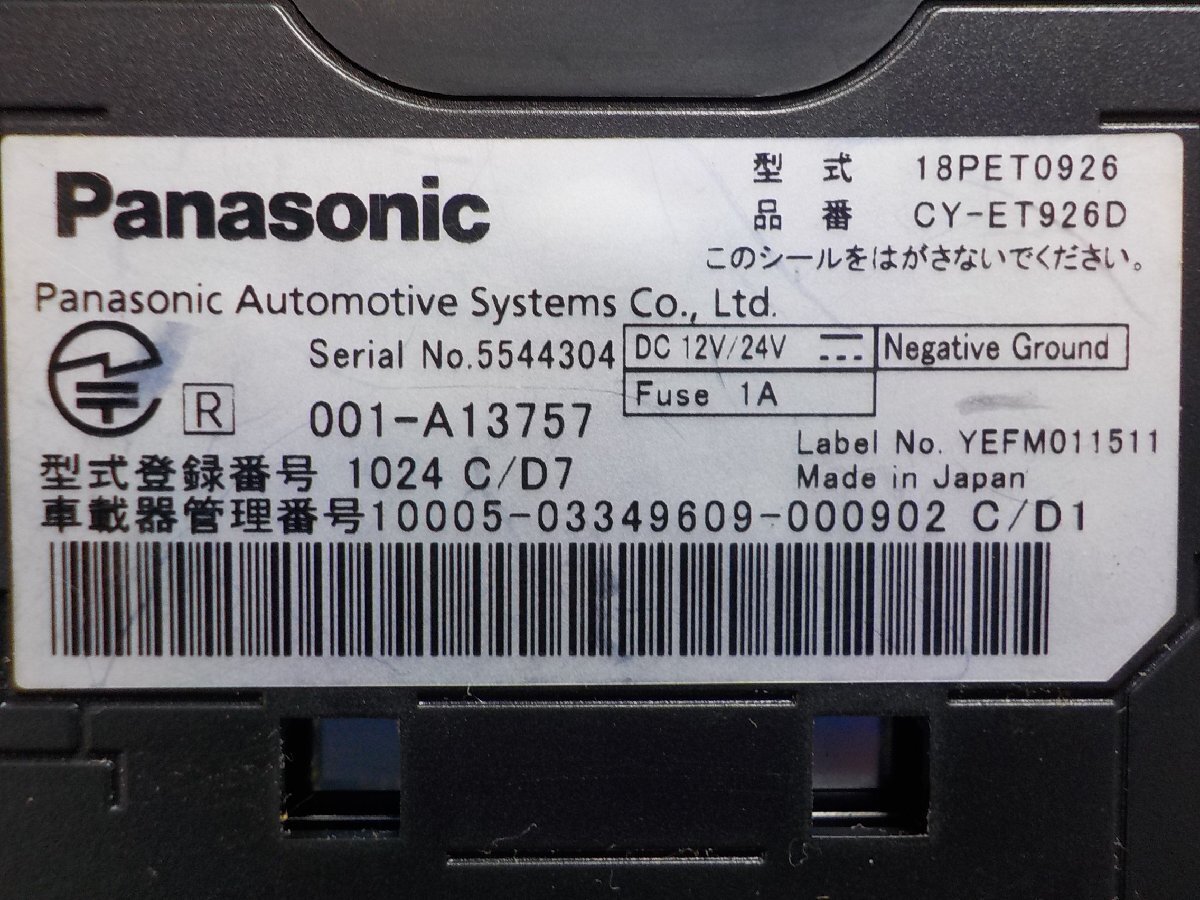 Panasonic
型 式 18PET0926
品 番 CY-ET926D
このシールをはがさないでください。
Panasonic Automotive Systems Co., Ltd.
Serial No.5544304
DC 12V/24V
Negative Ground
Fuse 1A
R
001-A13757
Label No. YEFM011511
Made in Japan
型式登録番号 1024 C/D7
車載器管理番号10005-03349609-000902 C/D1